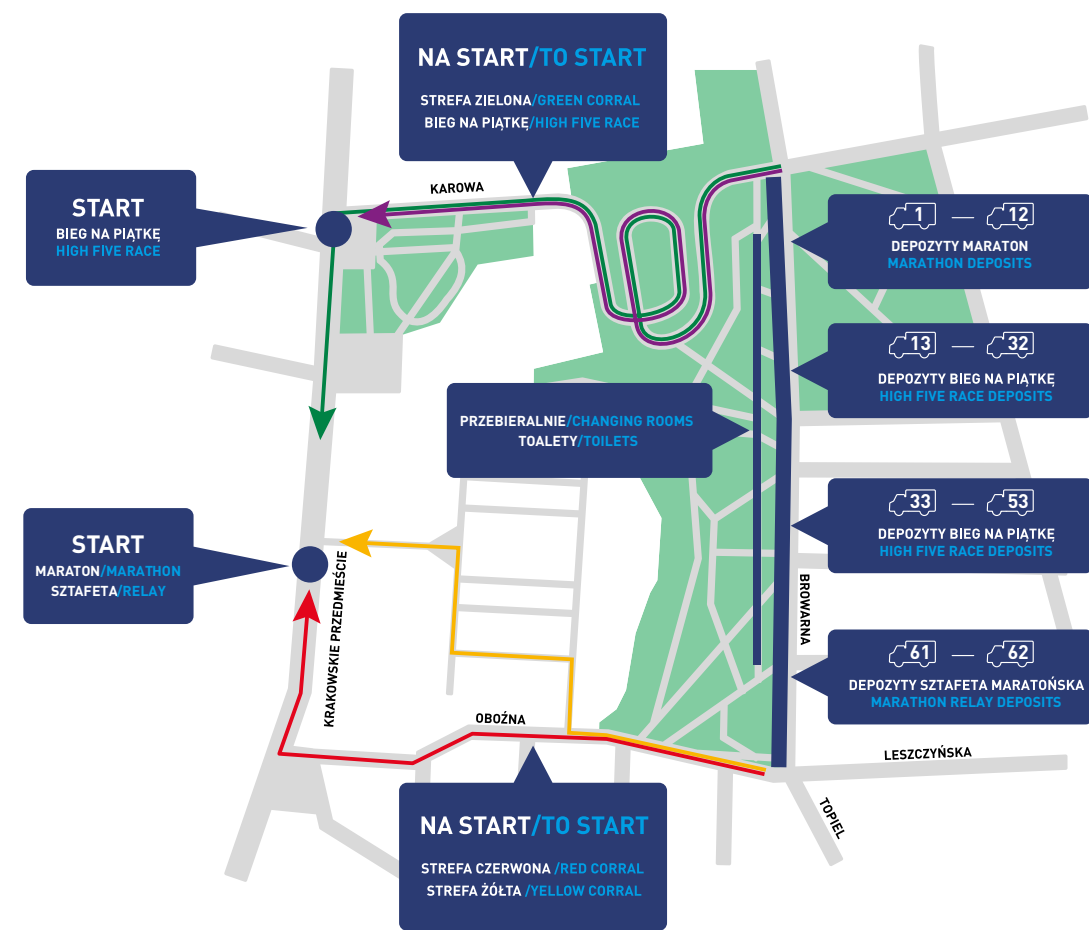 NA START/TO START
STREFA ZIELONA/GREEN CORRAL
BIEG NA PIĄTKĘ/HIGH FIVE RACE
KAROWA
START
BIEG NA PIĄTKĘ
HIGH FIVE RACE
1 — 12
DEPOZYTY MARATON
MARATHON DEPOSITS
13 — 32
DEPOZYTY BIEG NA PIĄTKĘ
HIGH FIVE RACE DEPOSITS
PRZEBIERALNIE/CHANGING ROOMS
TOALETY/TOILETS
33 — 53
DEPOZYTY BIEG NA PIĄTKĘ
HIGH FIVE RACE DEPOSITS
START
MARATON/MARATHON
SZTAFETA/RELAY
KRAKOWSKIE PRZEDMIEŚCIE
BROWARNA
61 — 62
DEPOZYTY SZTAFETA MARATOŃSKA
MARATHON RELAY DEPOSITS
OBOŹNA
LESZCZYŃSKA
TOPIEL
NA START/TO START
STREFA CZERWONA /RED CORRAL
STREFA ŻÓŁTA /YELLOW CORRAL